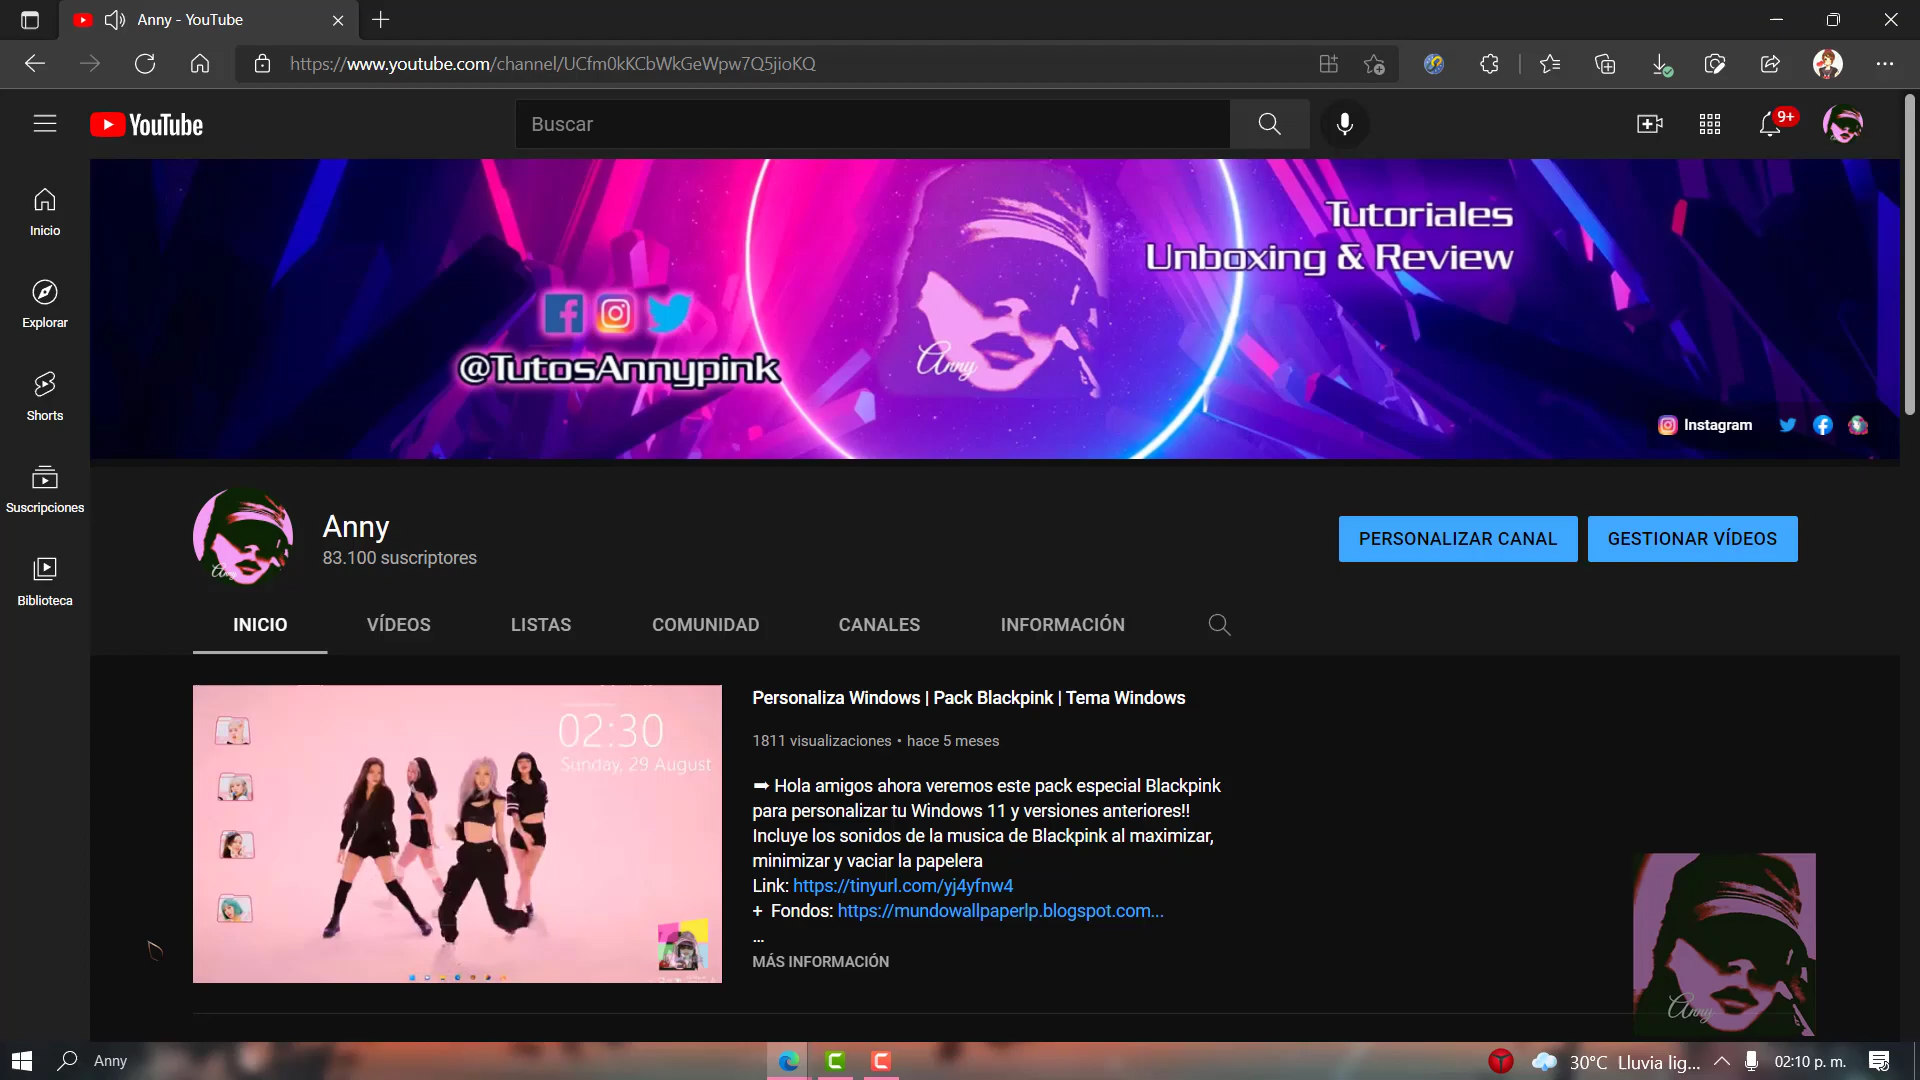 Anny - YouTube
https://www.youtube.com/channel/UCfm0kKCbWkGeWpw7Q5jioKQ
YouTube
Buscar
9+
Inicio
Explorar
Shorts
Suscripciones
Biblioteca
Tutoriales
Unboxing & Review
@TutosAnnypink
Anny
Instagram
Anny
83.100 suscriptores
Anny
PERSONALIZAR CANAL
GESTIONAR VÍDEOS
INICIO
VÍDEOS
LISTAS
COMUNIDAD
CANALES
INFORMACIÓN
02:30
Sunday, 29 August
Personaliza Windows | Pack Blackpink | Tema Windows
1811 visualizaciones • hace 5 meses
➡ Hola amigos ahora veremos este pack especial Blackpink
para personalizar tu Windows 11 y versiones anteriores!!
Incluye los sonidos de la musica de Blackpink al maximizar,
minimizar y vaciar la papelera
Link: https://tinyurl.com/yj4yfnw4
+ Fondos: https://mundowallpaperlp.blogspot.com...
...
MÁS INFORMACIÓN
Anny
Anny
30°C Lluvia lig...
02:10 p. m.